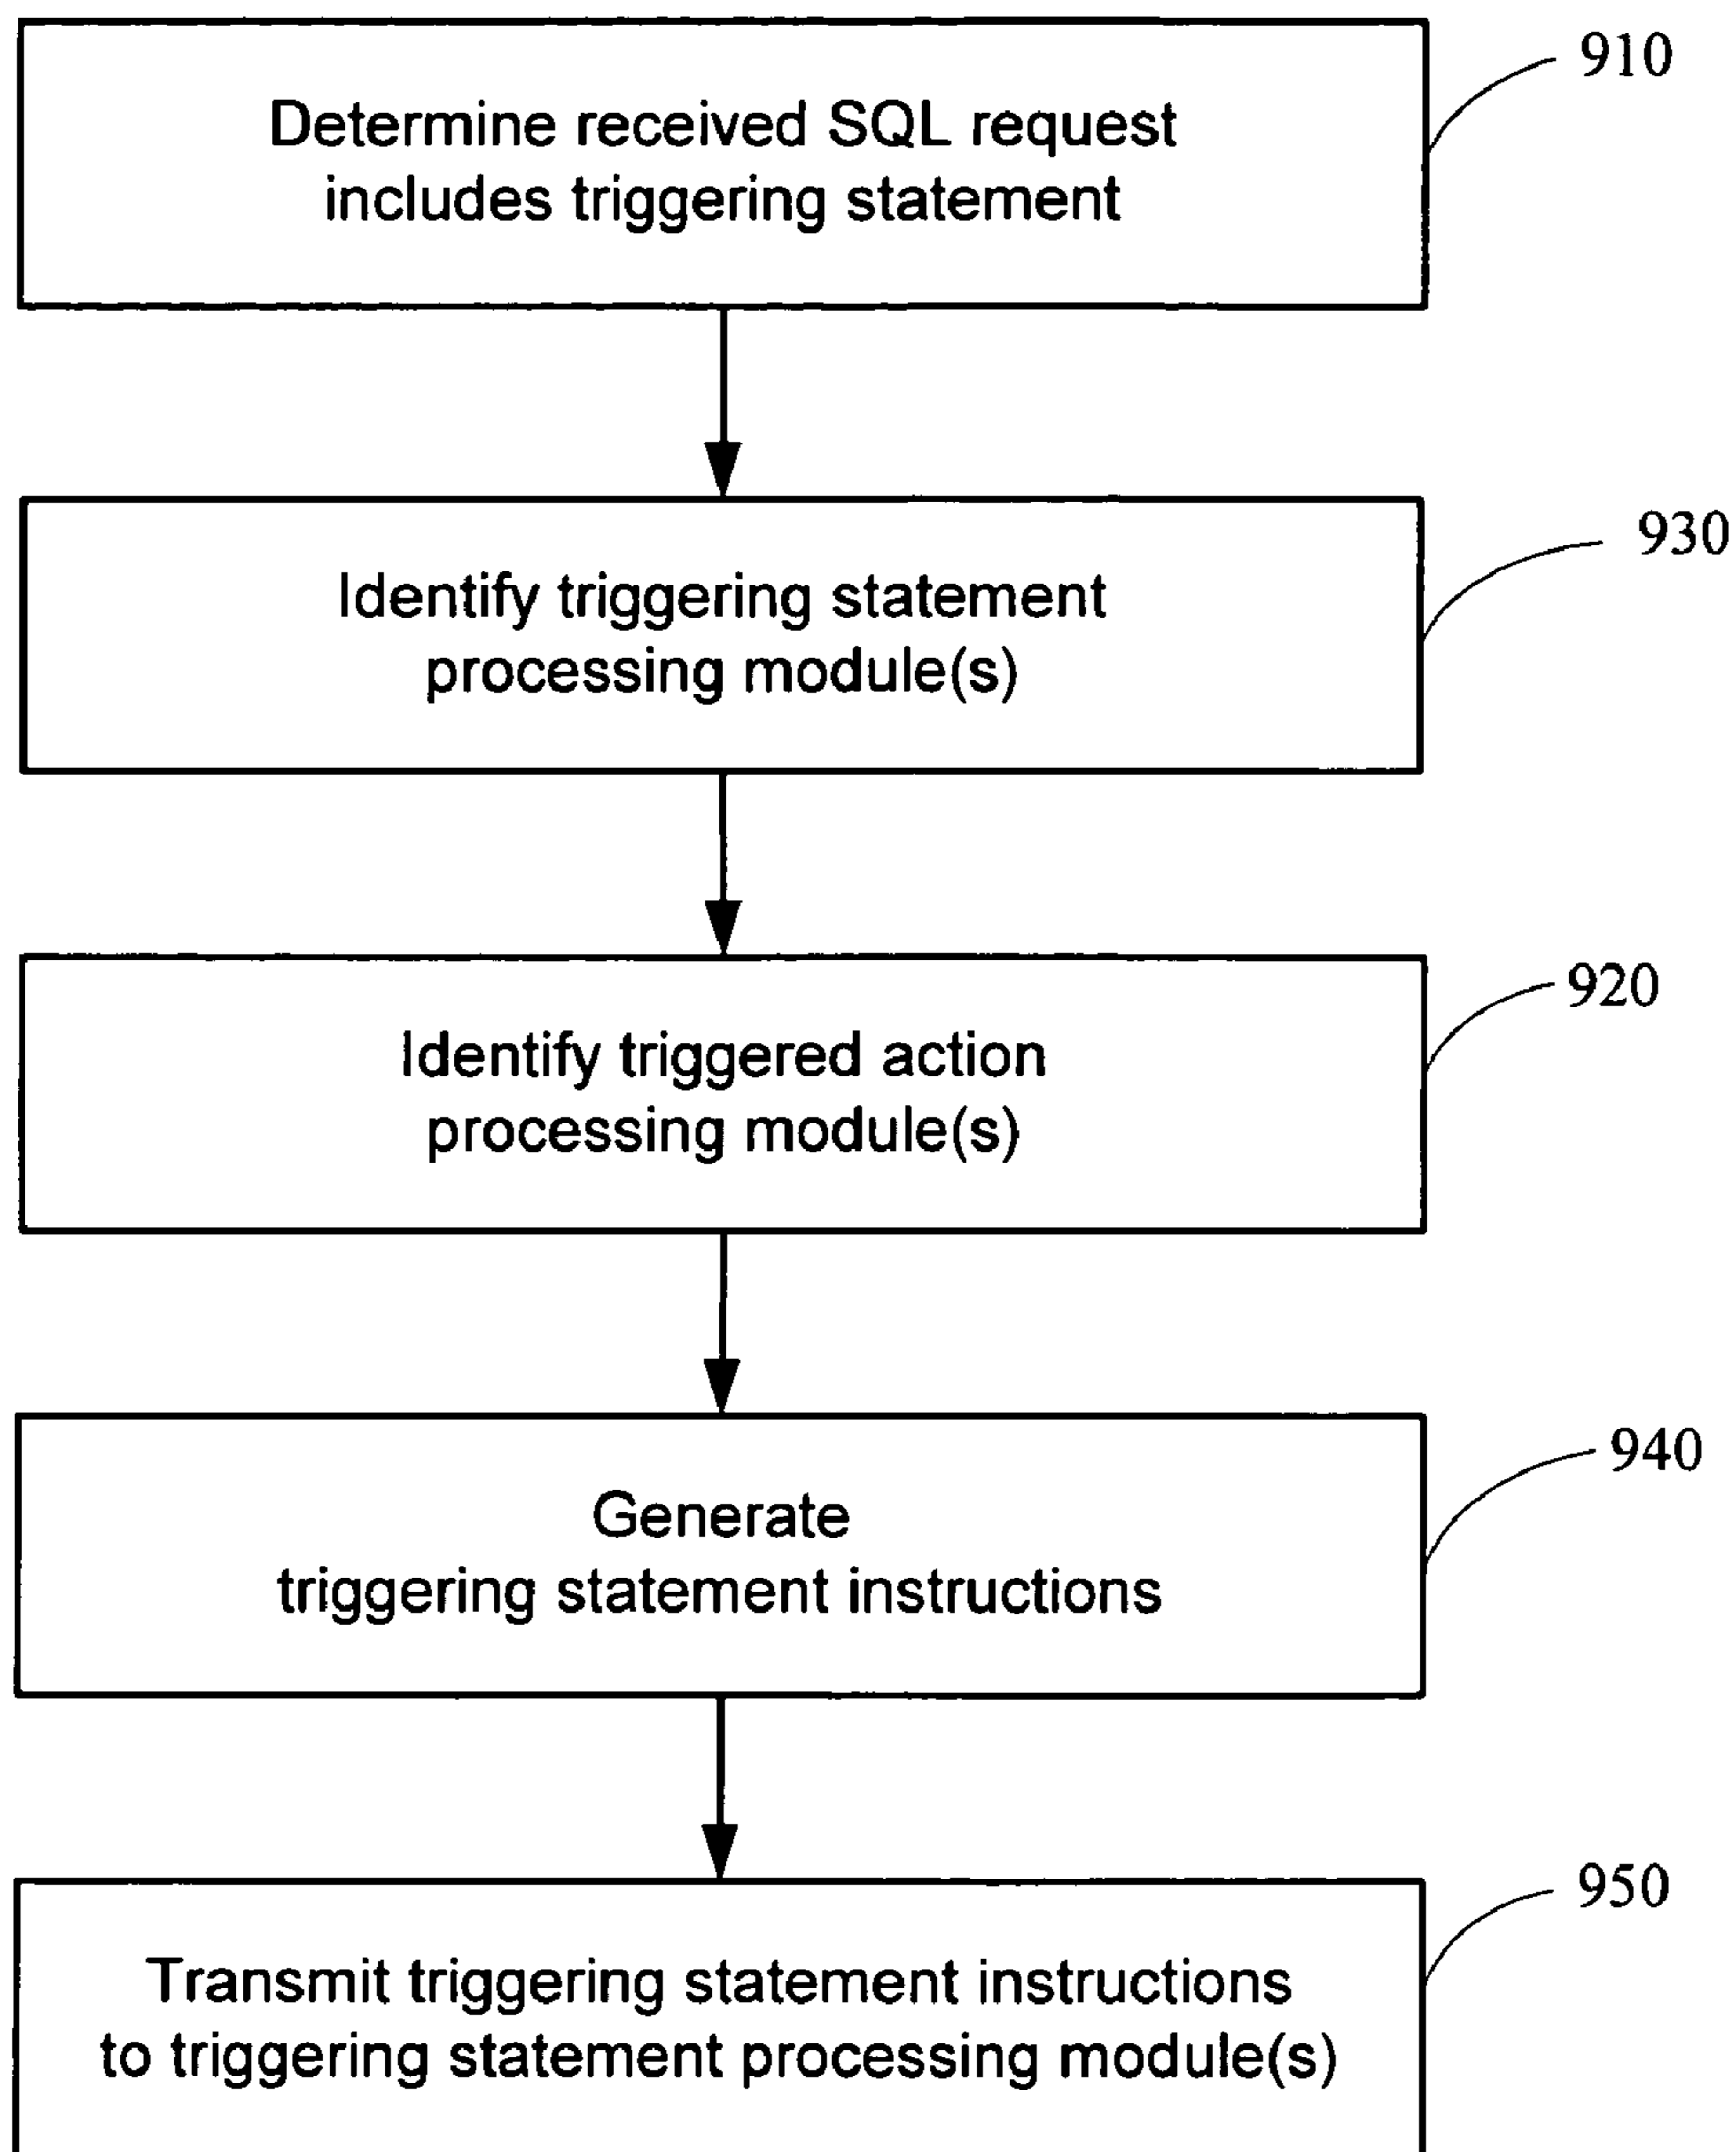 910
Determine received SQL request
includes triggering statement
930
Identify triggering statement
processing module(s)
920
Identify triggered action
processing module(s)
940
Generate
triggering statement instructions
950
Transmit triggering statement instructions
to triggering statement processing module(s)